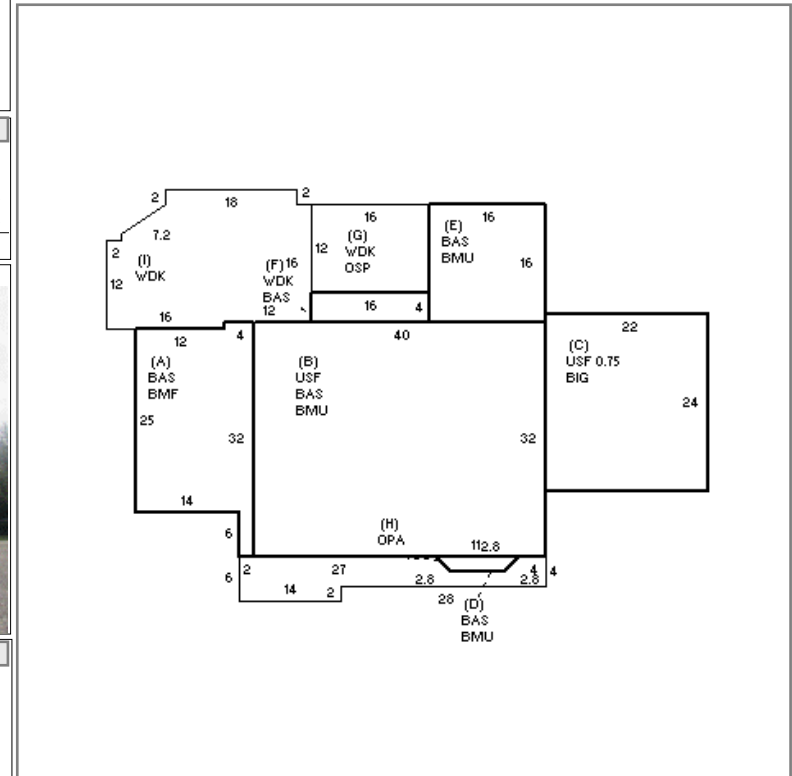 2
18
2
7.2
2
(I)
WDK
12
16
(F) 16
WDK
BAS
12
16
(G)
WDK
OSP
12
16
4
16
(E)
BAS
BMU
16
12
4
(A)
BAS
BMF
25
32
14
6
40
(B)
USF
BAS
BMU
32
22
(C)
USF 0.75
BIG
24
(H)
OPA
11
2.8
6
2
27
14
2
2.8
2.8
4
4
28
(D)
BAS
BMU